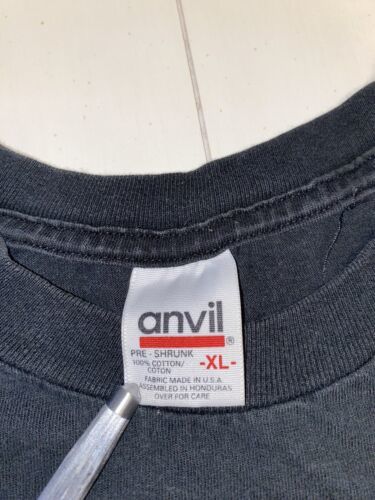 anvil®
PRE-SHRUNK
100% COTTON/
COTON
-XL-
FABRIC MADE IN U.S.A
ASSEMBLED IN HONDURAS
OVER FOR CARE